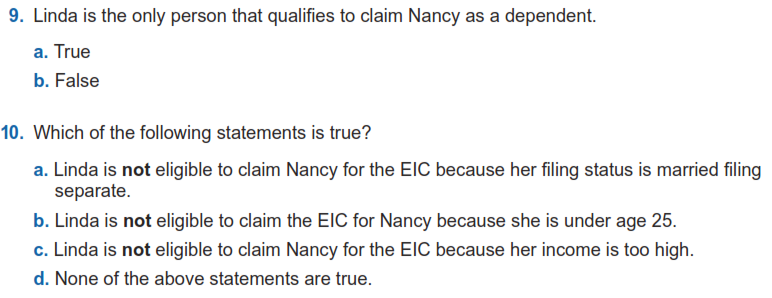 9. Linda is the only person that qualifies to claim Nancy as a dependent.
a. True
b. False
10. Which of the following statements is true?
a. Linda is not eligible to claim Nancy for the EIC because her filing status is married filing
separate.
b. Linda is not eligible to claim the EIC for Nancy because she is under age 25.
c. Linda is not eligible to claim Nancy for the EIC because her income is too high.
d. None of the above statements are true.